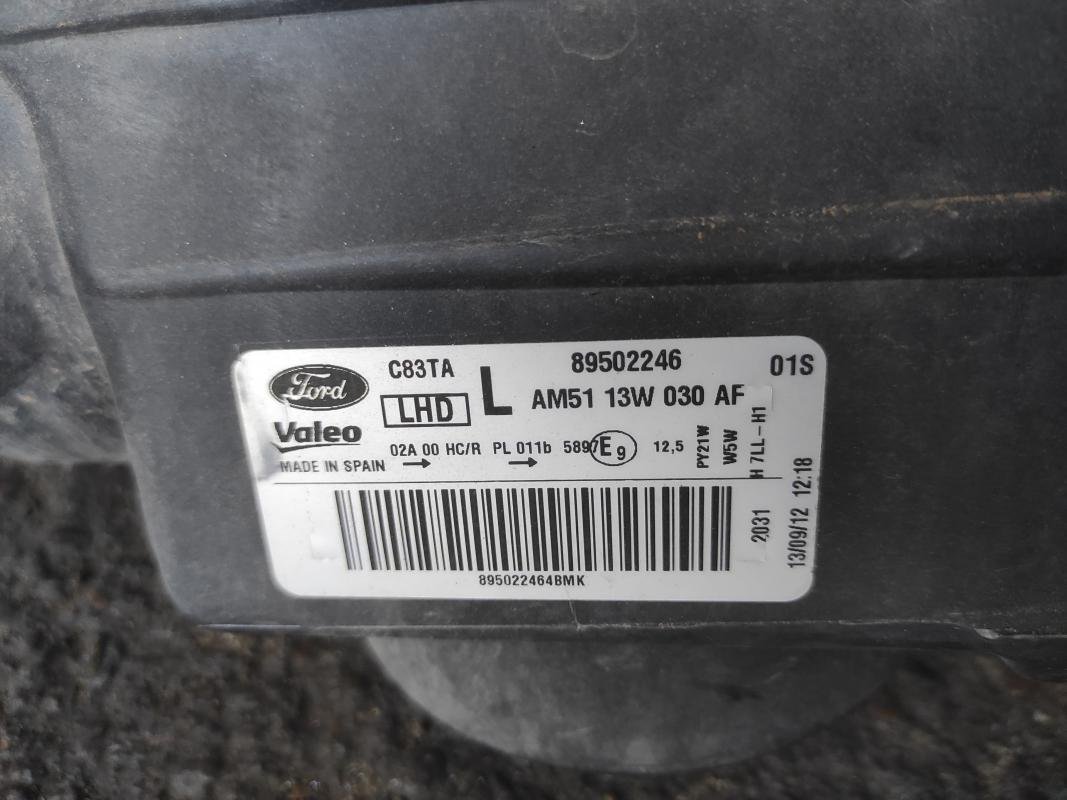 Ford
C83TA
L
89502246
01S
LHD
AM51 13W 030 AF
Valeo
02A 00 HC/R PL 011b 5897 E9 12,5
MADE IN SPAIN → →
PY21W
W5W
H 7LL-H1
2031
13/09/12 12:18
895022464BMK